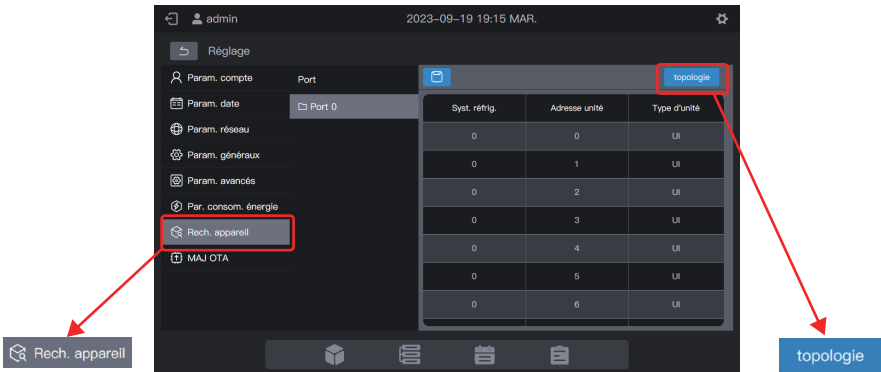 admin 2023-09-19 19:15 MAR.
Réglage
Param. compte
Param. date
Param. réseau
Param. généraux
Param. avancés
Par. consom. énergie
Rech. appareil
MAJ OTA
Port
Port 0
topologie
Syst. réfrig. Adresse unité Type d'unité
0 0 UI
0 1 UI
0 2 UI
0 3 UI
0 4 UI
0 5 UI
0 6 UI
Rech. appareil
topologie